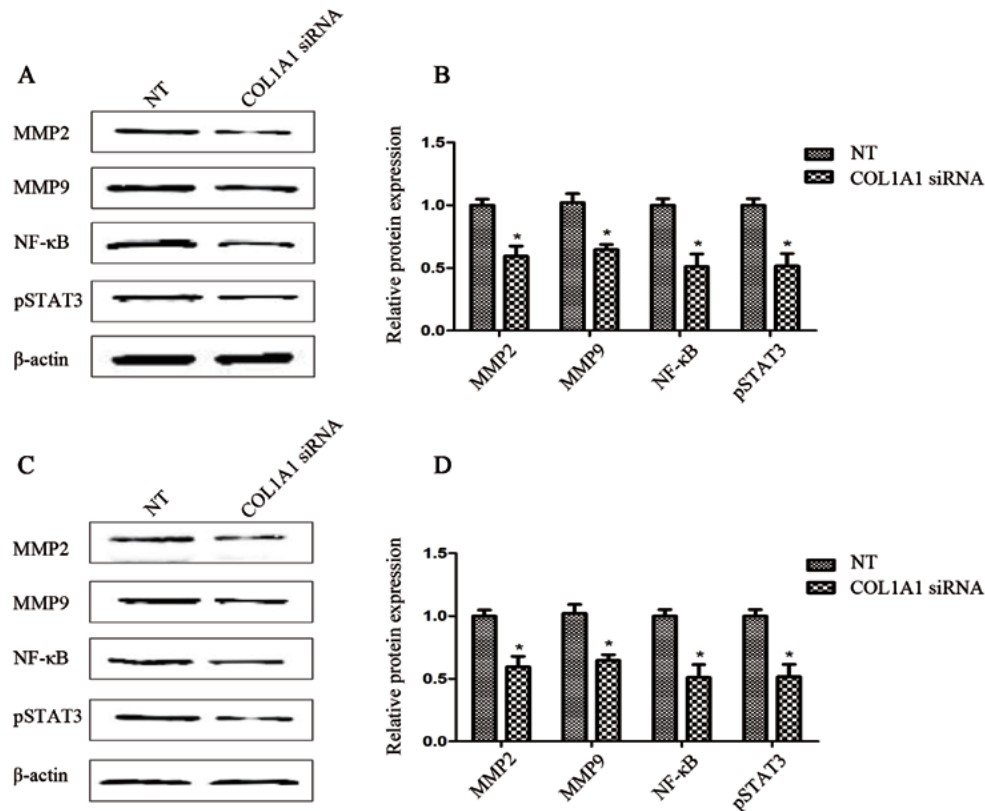 A
NT
COL1A1 siRNA
MMP2
MMP9
NF-κB
pSTAT3
β-actin
B
Relative protein expression
1.5
1.0
0.5
0.0
*
*
*
*
MMP2
MMP9
NF-κB
pSTAT3
NT
COL1A1 siRNA
C
NT
COL1A1 siRNA
MMP2
MMP9
NF-κB
pSTAT3
β-actin
D
Relative protein expression
1.5
1.0
0.5
0.0
*
*
*
*
MMP2
MMP9
NF-κB
pSTAT3
NT
COL1A1 siRNA